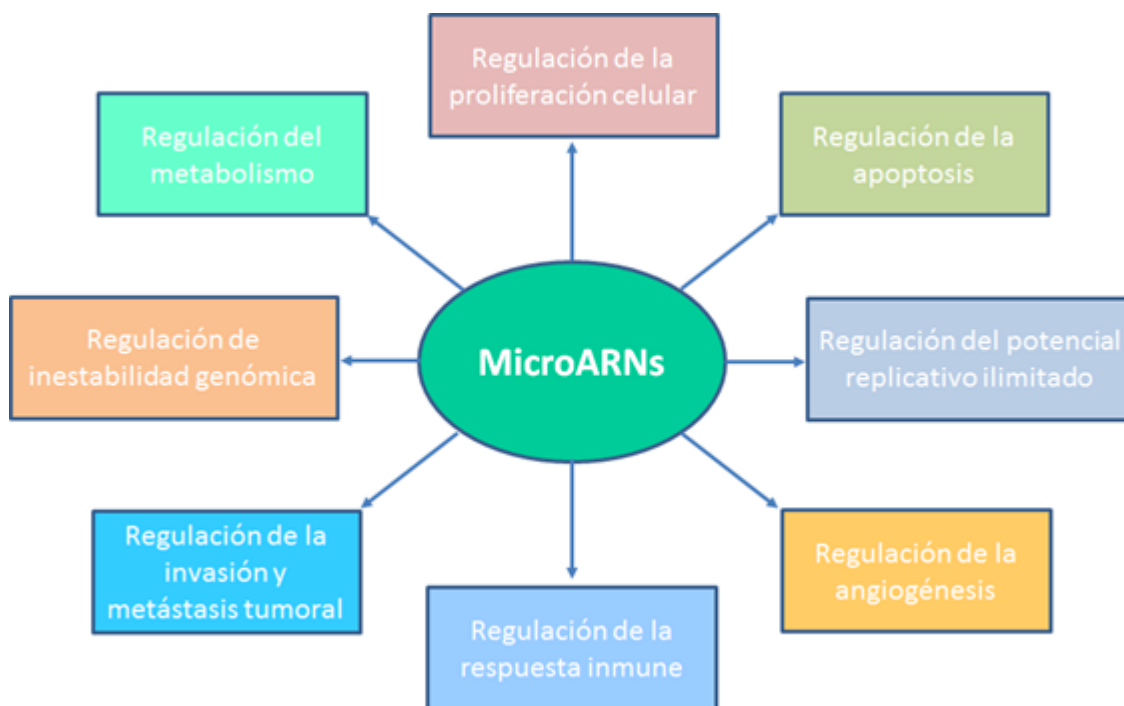 Regulación de la
proliferación celular
Regulación del
metabolismo
Regulación de la
apoptosis
Regulación de
inestabilidad genómica
MicroARNs
Regulación del potencial
replicativo ilimitado
Regulación de la
invasión y
metástasis tumoral
Regulación de la
angiogénesis
Regulación de la
respuesta inmune